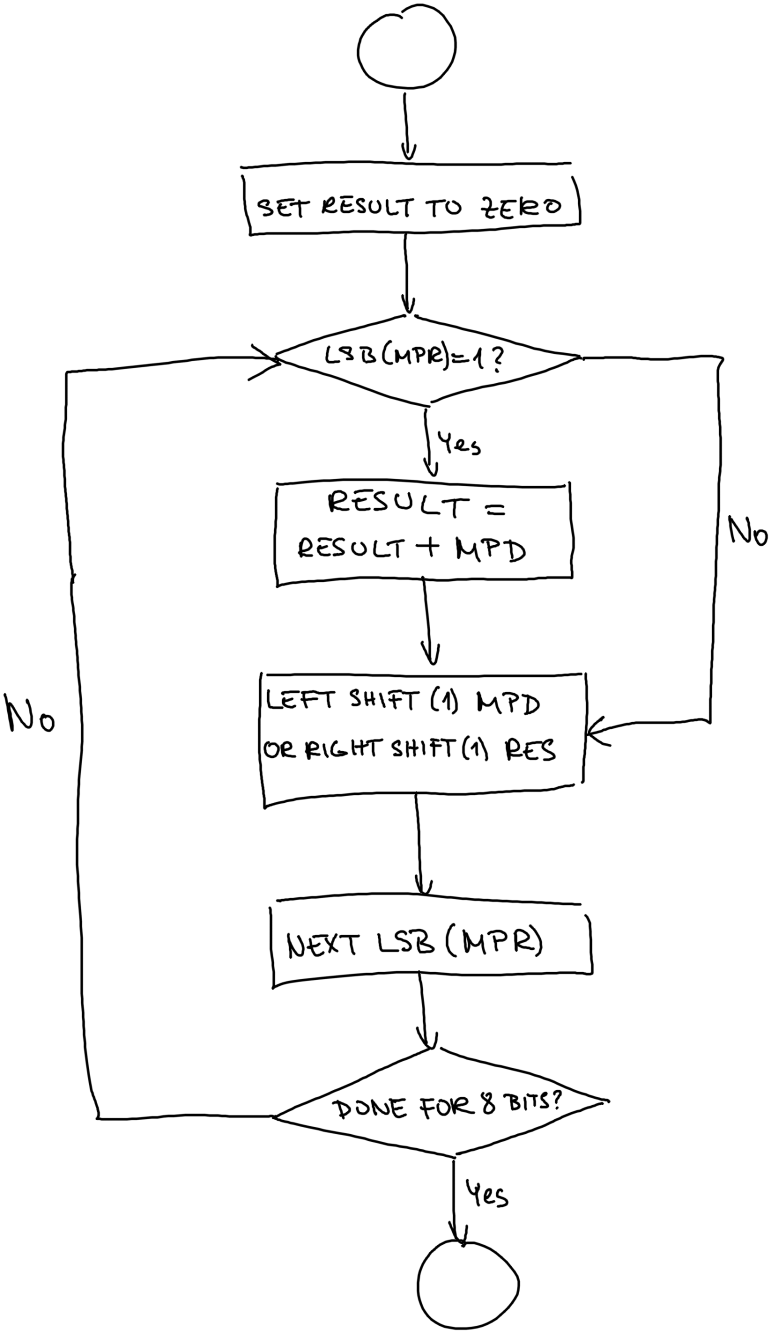 SET RESULT TO ZERO
LSB(MPR)=1?
Yes
RESULT =
RESULT + MPD
No
LEFT SHIFT (1) MPD
OR RIGHT SHIFT (1) RES
No
NEXT LSB (MPR)
DONE FOR 8 BITS?
Yes